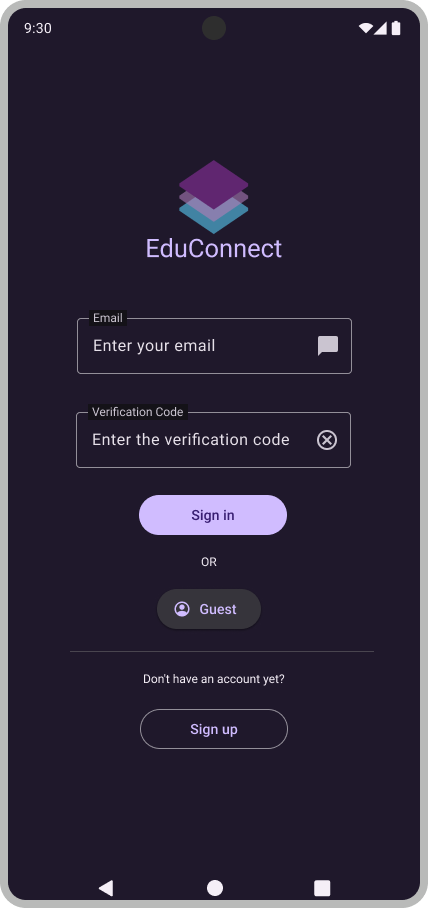 9:30
EduConnect
Email
Enter your email
Verification Code
Enter the verification code
Sign in
OR
Guest
Don't have an account yet?
Sign up